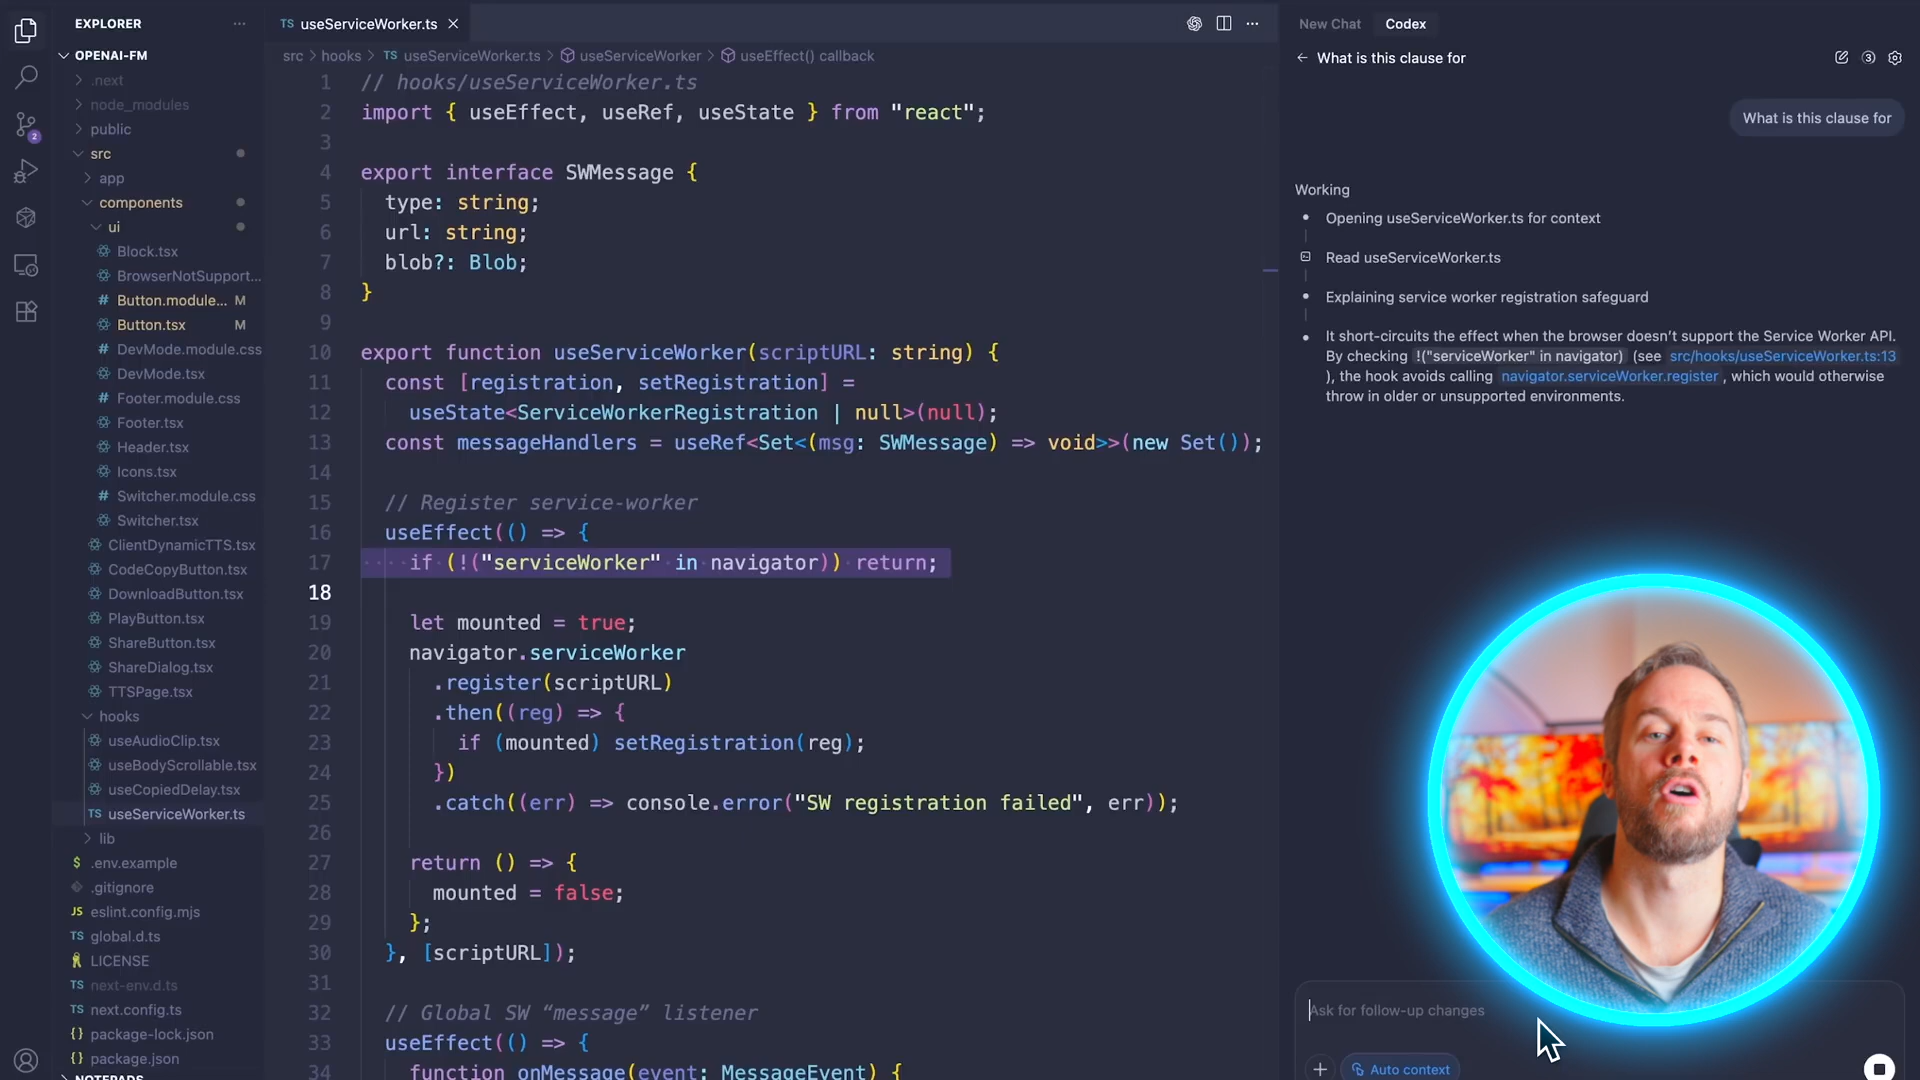 EXPLORER
OPENAI-FM
.next
node_modules
public
src
app
components
ui
Block.tsx
BrowserNotSupport...
Button.module... M
Button.tsx M
DevMode.module.css
DevMode.tsx
Footer.module.css
Footer.tsx
Header.tsx
Icons.tsx
Switcher.module.css
Switcher.tsx
ClientDynamicTTS.tsx
CodeCopyButton.tsx
DownloadButton.tsx
PlayButton.tsx
ShareButton.tsx
ShareDialog.tsx
TTSPage.tsx
hooks
useAudioClip.tsx
useBodyScrollable.tsx
useCopiedDelay.tsx
TS useServiceWorker.ts
lib
$ .env.example
.gitignore
JS eslint.config.mjs
TS global.d.ts
LICENSE
TS next-env.d.ts
TS next.config.ts
{} package-lock.json
{} package.json
NOTEPADS
2
TS useServiceWorker.ts
src > hooks > TS useServiceWorker.ts > useServiceWorker > useEffect() callback
1 // hooks/useServiceWorker.ts
2 import { useEffect, useRef, useState } from "react";
3
4 export interface SWMessage {
5 type: string;
6 url: string;
7 blob?: Blob;
8 }
9
10 export function useServiceWorker(scriptURL: string) {
11 const [registration, setRegistration] =
12 useState<ServiceWorkerRegistration | null>(null);
13 const messageHandlers = useRef<Set<(msg: SWMessage) => void>>(new Set());
14
15 // Register service-worker
16 useEffect(() => {
17 if (!("serviceWorker" in navigator)) return;
18
19 let mounted = true;
20 navigator.serviceWorker
21 .register(scriptURL)
22 .then((reg) => {
23 if (mounted) setRegistration(reg);
24 })
25 .catch((err) => console.error("SW registration failed", err));
26
27 return () => {
28 mounted = false;
29 };
30 }, [scriptURL]);
31
32 // Global SW “message” listener
33 useEffect(() => {
34 function onMessage(event: MessageEvent) {
New Chat Codex
What is this clause for
3
What is this clause for
Working
Opening useServiceWorker.ts for context
Read useServiceWorker.ts
Explaining service worker registration safeguard
It short-circuits the effect when the browser doesn’t support the Service Worker API.
By checking !("serviceWorker" in navigator) (see src/hooks/useServiceWorker.ts:13
), the hook avoids calling navigator.serviceWorker.register , which would otherwise
throw in older or unsupported environments.
Ask for follow-up changes
Auto context